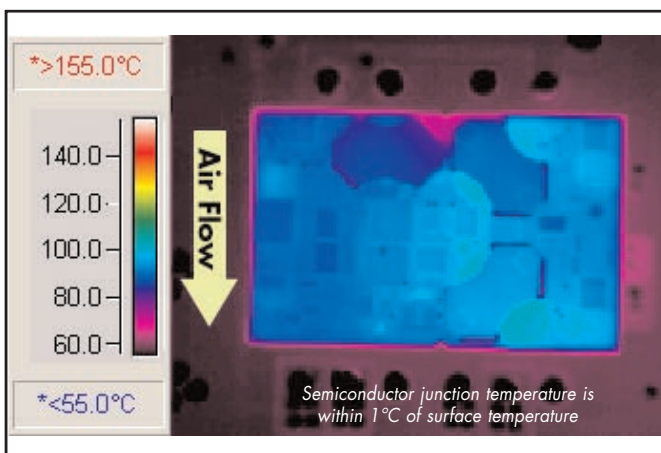 *>155.0°C
140.0
120.0
100.0
80.0
60.0
*<55.0°C
Air Flow
Semiconductor junction temperature is
within 1°C of surface temperature